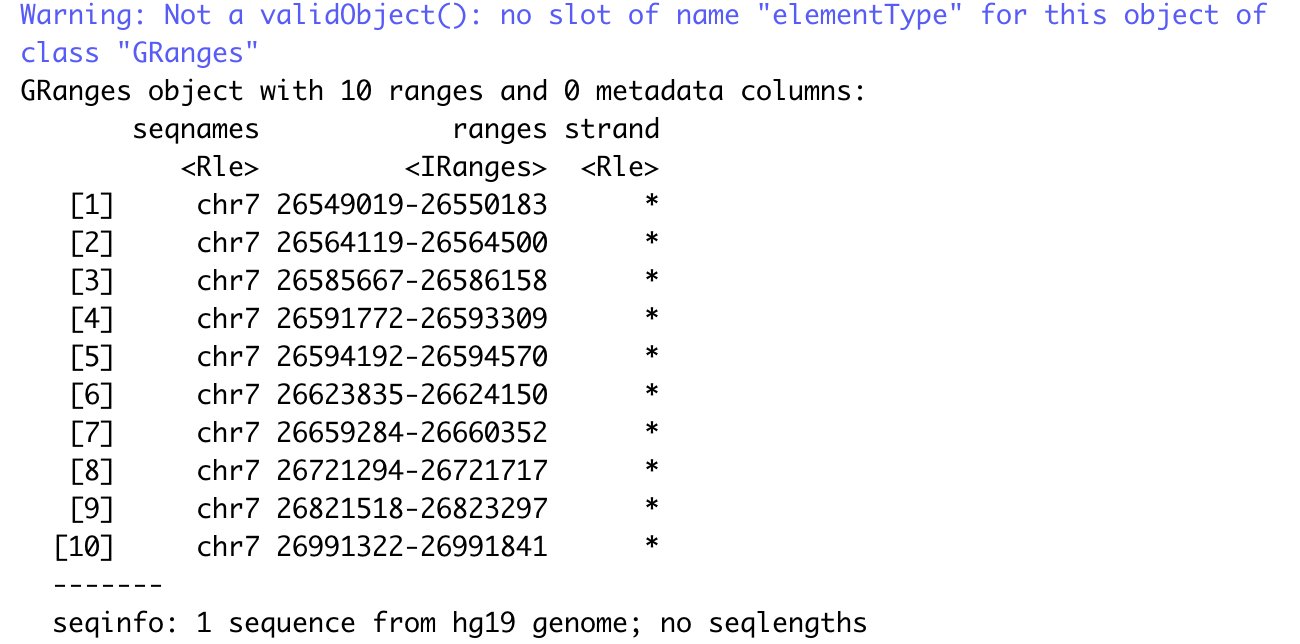 Warning: Not a validObject(): no slot of name "elementType" for this object of
class "GRanges"
GRanges object with 10 ranges and 0 metadata columns:
       seqnames            ranges strand
          <Rle>         <IRanges>  <Rle>
   [1]     chr7 26549019-26550183      *
   [2]     chr7 26564119-26564500      *
   [3]     chr7 26585667-26586158      *
   [4]     chr7 26591772-26593309      *
   [5]     chr7 26594192-26594570      *
   [6]     chr7 26623835-26624150      *
   [7]     chr7 26659284-26660352      *
   [8]     chr7 26721294-26721717      *
   [9]     chr7 26821518-26823297      *
  [10]     chr7 26991322-26991841      *
  -------
  seqinfo: 1 sequence from hg19 genome; no seqlengths